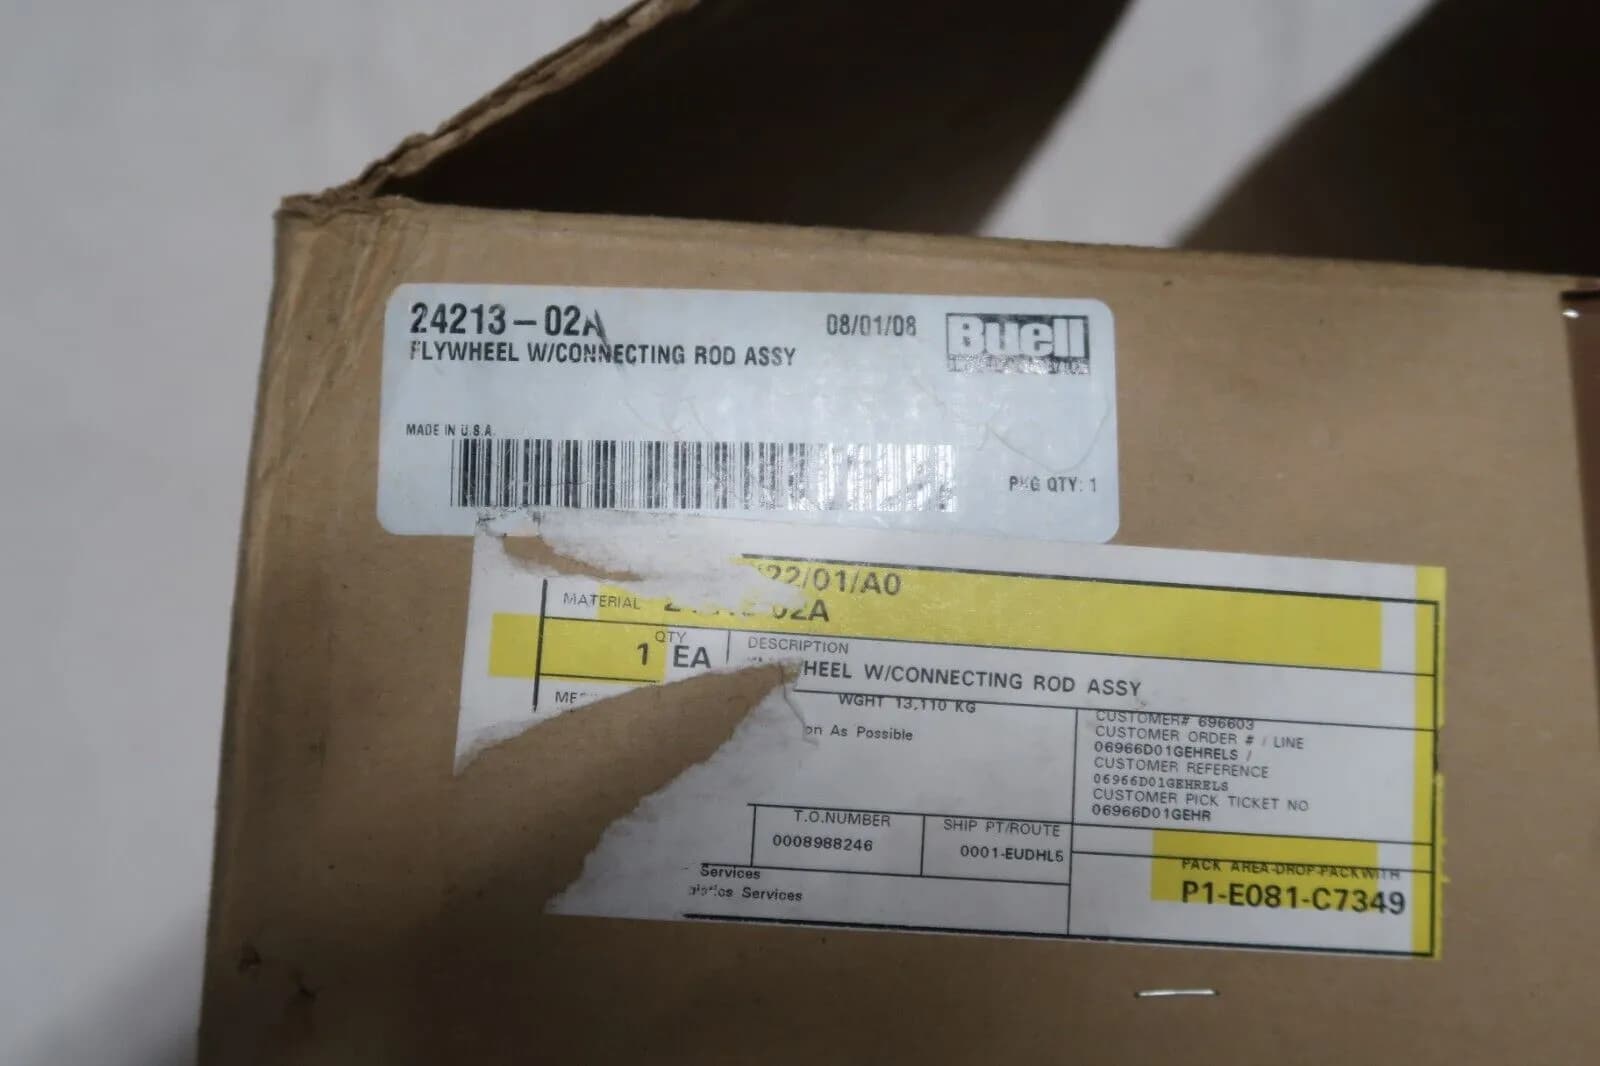 24213-02A
08/01/08
Buell
FLYWHEEL W/CONNECTING ROD ASSY
MADE IN U.S.A.
PKG QTY: 1
22/01/A0
MATERIAL 02A
QTY
1 EA
DESCRIPTION
HEEL W/CONNECTING ROD ASSY
WGHT 13,110 KG
on As Possible
CUSTOMER# 696603
CUSTOMER ORDER # / LINE
06966D01GEHRELS /
CUSTOMER REFERENCE
06966D01GEHRELS
CUSTOMER PICK TICKET NO
06966D01GEHR
T.O.NUMBER
0008988246
SHIP PT/ROUTE
0001-EUDHL5
Services
Services
PACK AREA-DROP-PACKWITH
P1-E081-C7349